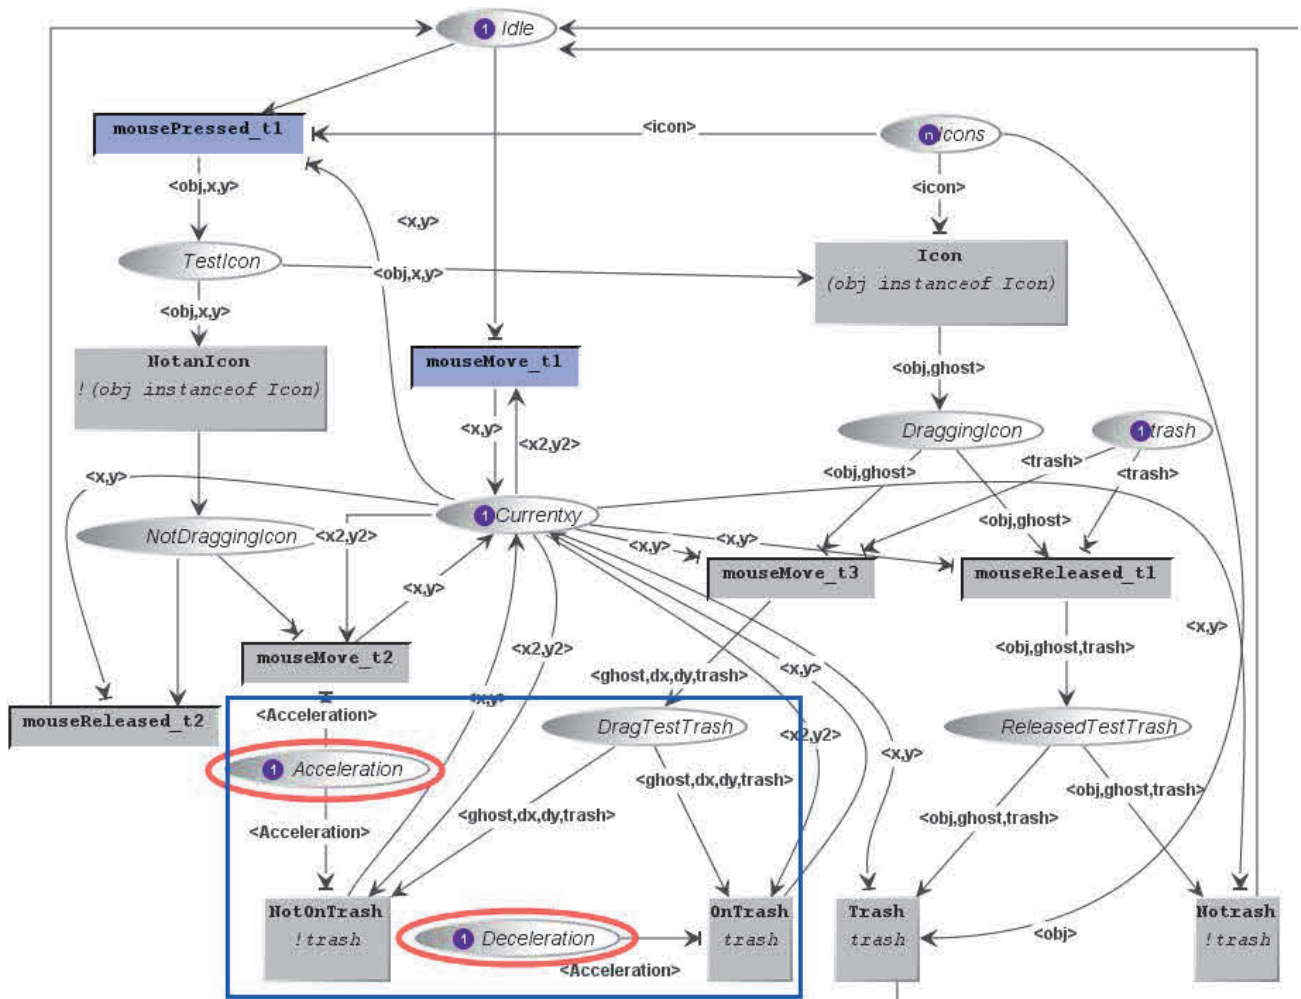 1 Idle
mousePressed_t1
<icon>
n Icons
<obj,x,y>
<icon>
<x,y>
TestIcon
<obj,x,y>
Icon
(obj instanceof Icon)
<obj,x,y>
NotanIcon
!(obj instanceof Icon)
mouseMove_t1
<obj,ghost>
<x,y>
<x2,y2>
DraggingIcon
1 trash
<x,y>
<obj,ghost>
<trash>
<trash>
1 Currentxy
NotDraggingIcon
<x2,y2>
<x,y>
<x,y>
<obj,ghost>
mouseMove_t3
mouseReleased_t1
<x,y>
<x,y>
mouseMove_t2
<x2,y2>
<x,y>
<obj,ghost,trash>
<ghost,dx,dy,trash>
mouseReleased_t2
<Acceleration>
<x,y>
DragTestTrash
<x2,y2>
<x,y>
ReleasedTestTrash
1 Acceleration
<ghost,dx,dy,trash>
<obj,ghost,trash>
<Acceleration>
<ghost,dx,dy,trash>
<obj,ghost,trash>
NotOnTrash
!trash
1 Deceleration
<Acceleration>
OnTrash
trash
Trash
trash
<obj>
Notrash
!trash